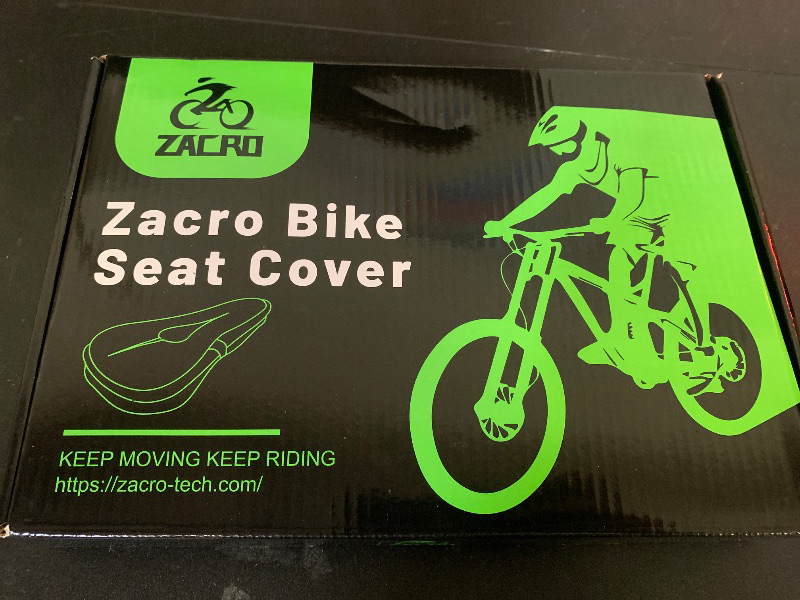 ZACRO
Zacro Bike
Seat Cover
KEEP MOVING KEEP RIDING
https://zacro-tech.com/